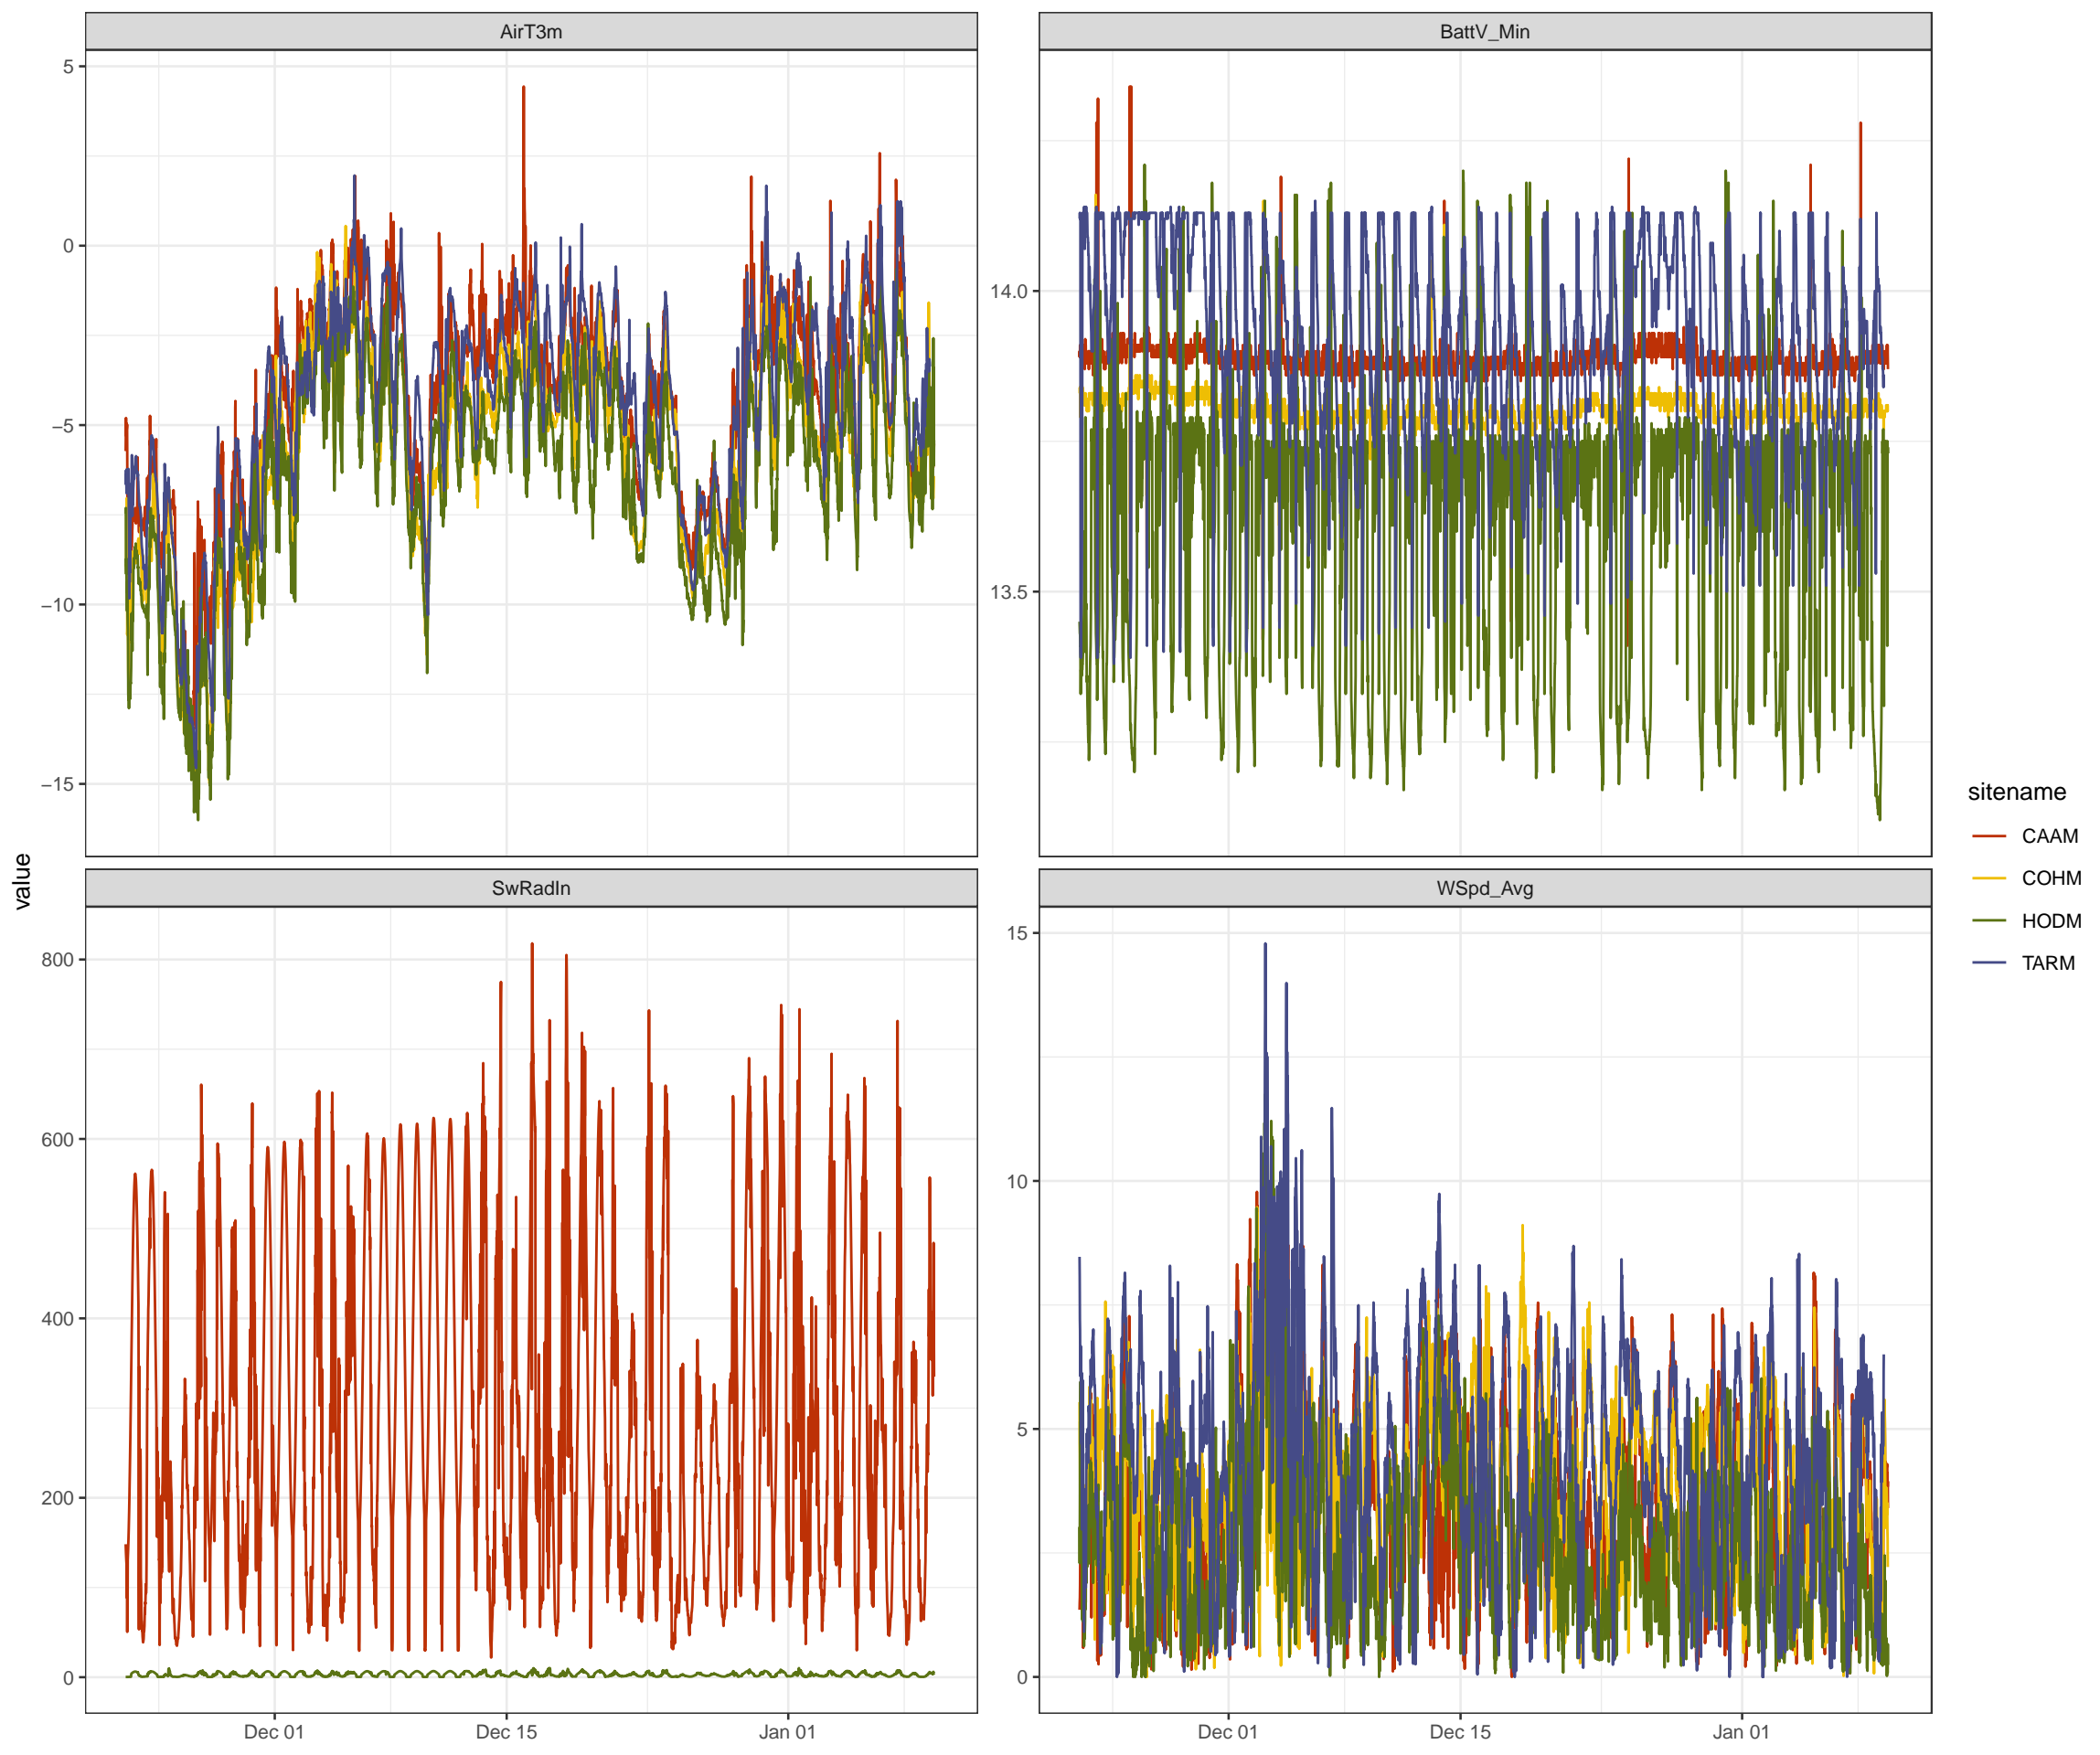 AirT3m
BattV_Min
5
0
−5
−10
−15
14.0
13.5
value
SwRadIn
WSpd_Avg
800
600
400
200
0
15
10
5
0
Dec 01
Dec 15
Jan 01
Dec 01
Dec 15
Jan 01
sitename
CAAM
COHM
HODM
TARM